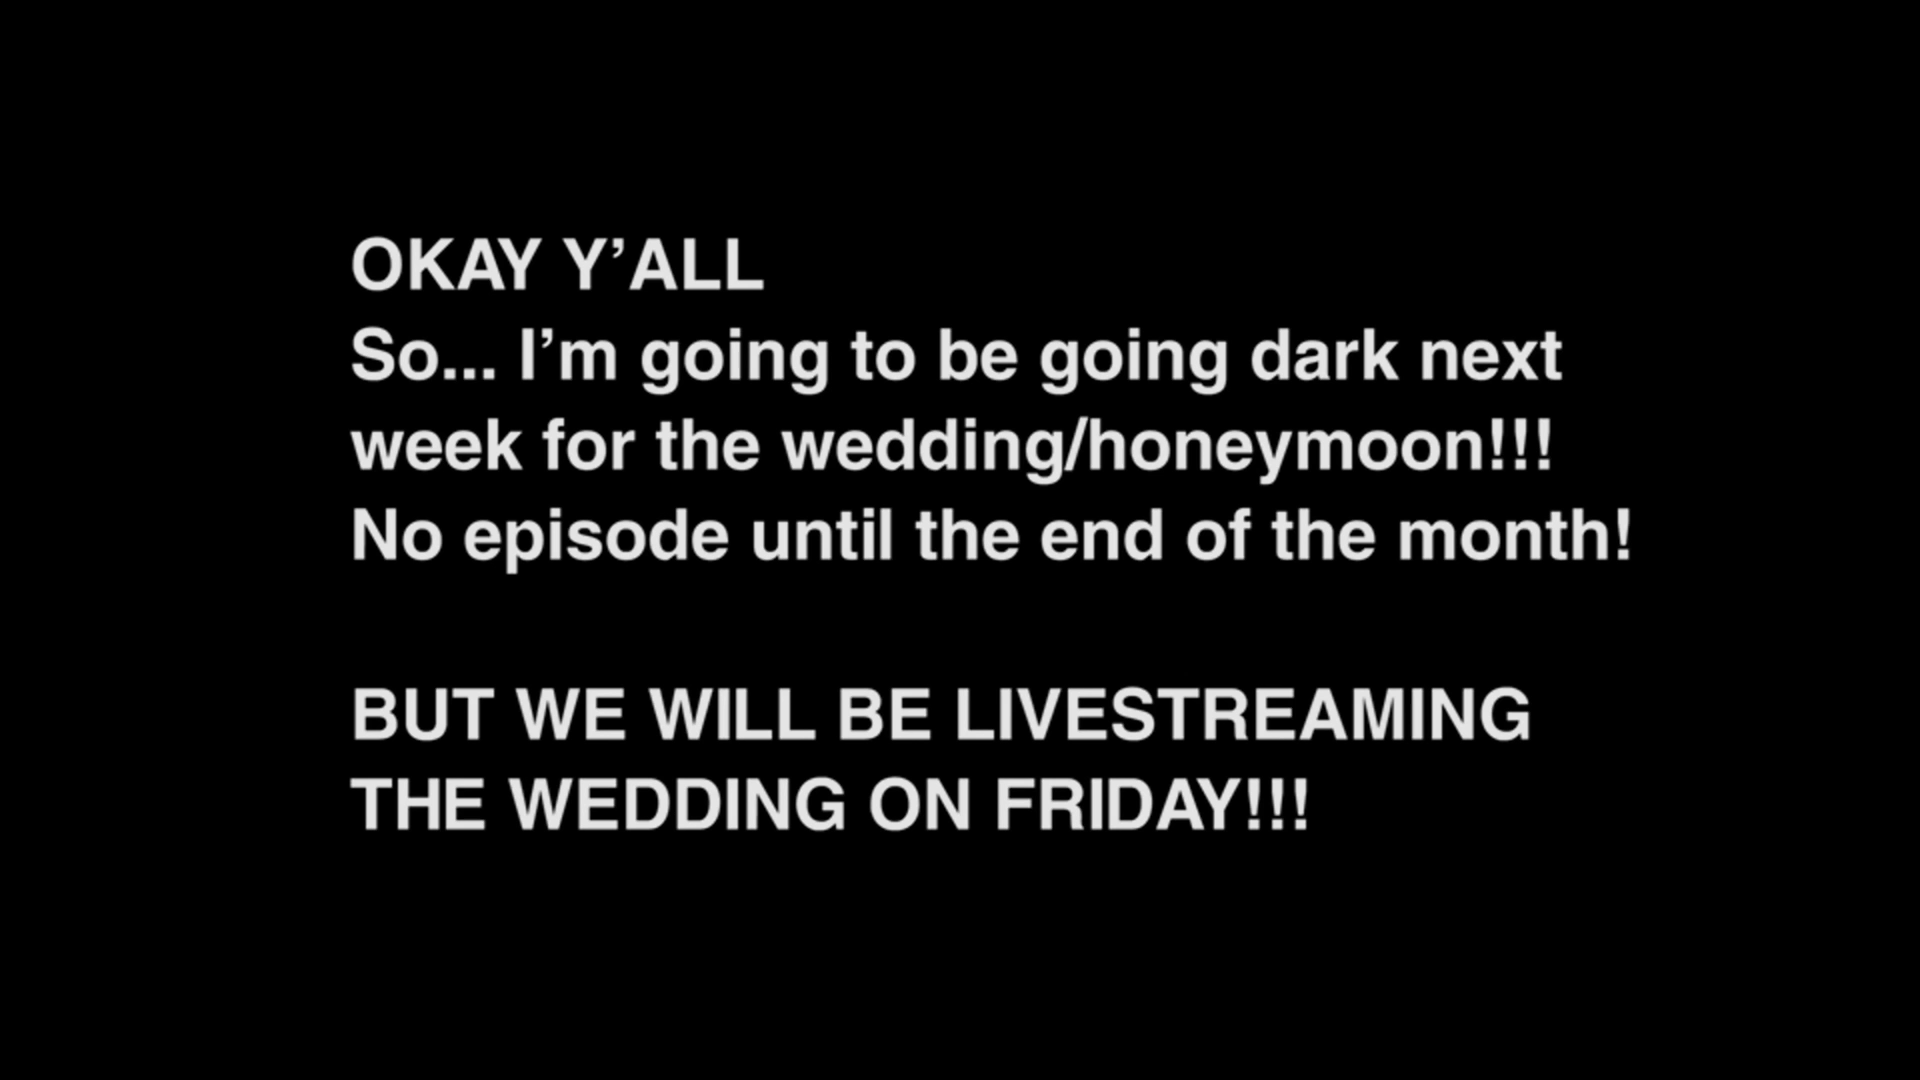 OKAY Y’ALL
So... I’m going to be going dark next
week for the wedding/honeymoon!!!
No episode until the end of the month!
BUT WE WILL BE LIVESTREAMING
THE WEDDING ON FRIDAY!!!